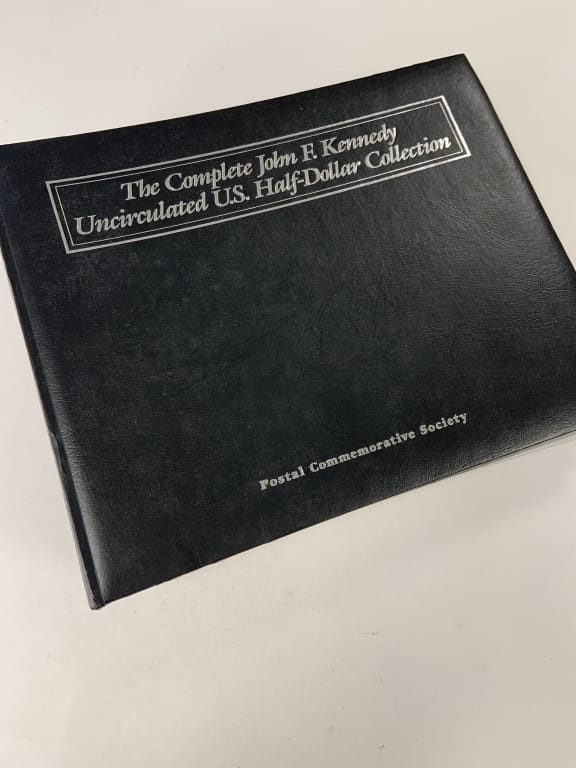 The Complete John F. Kennedy
Uncirculated U.S. Half-Dollar Collection
Postal Commemorative Society